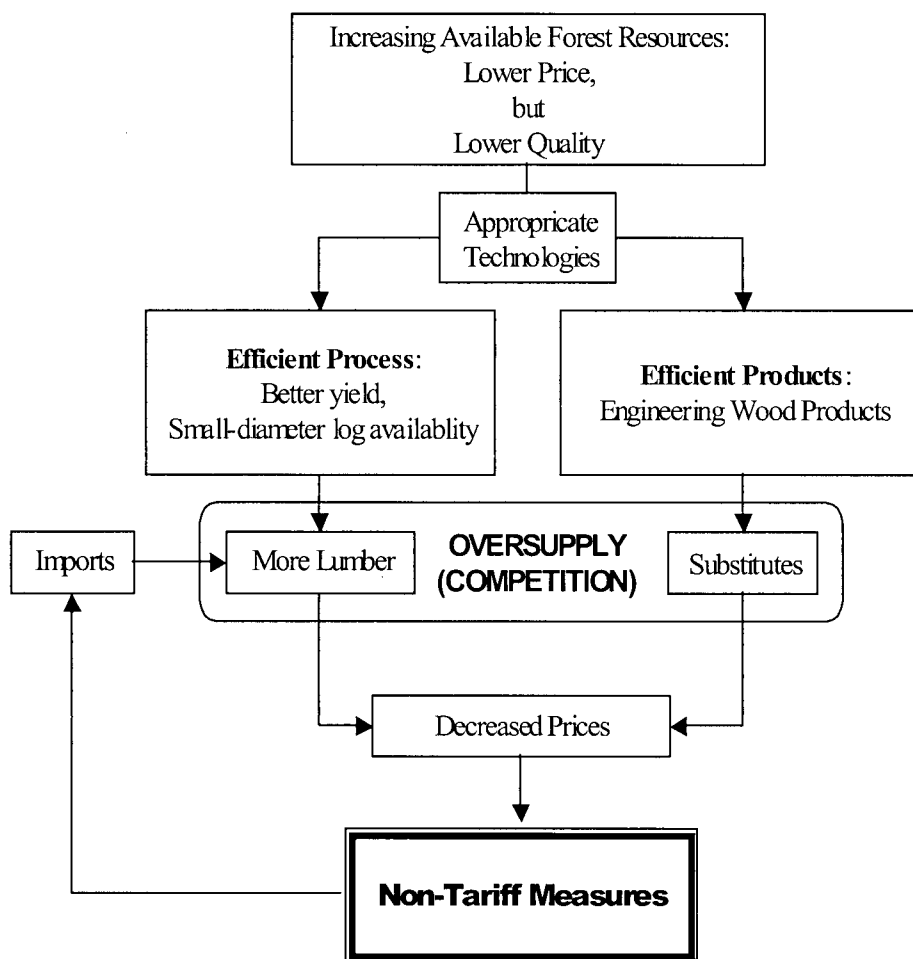 Increasing Available Forest Resources:
Lower Price,
but
Lower Quality
Appropricate
Technologies
Efficient Process:
Better yield,
Small-diameter log availablity
Efficient Products:
Engineering Wood Products
Imports
More Lumber
OVERSUPPLY
(COMPETITION)
Substitutes
Decreased Prices
Non-Tariff Measures